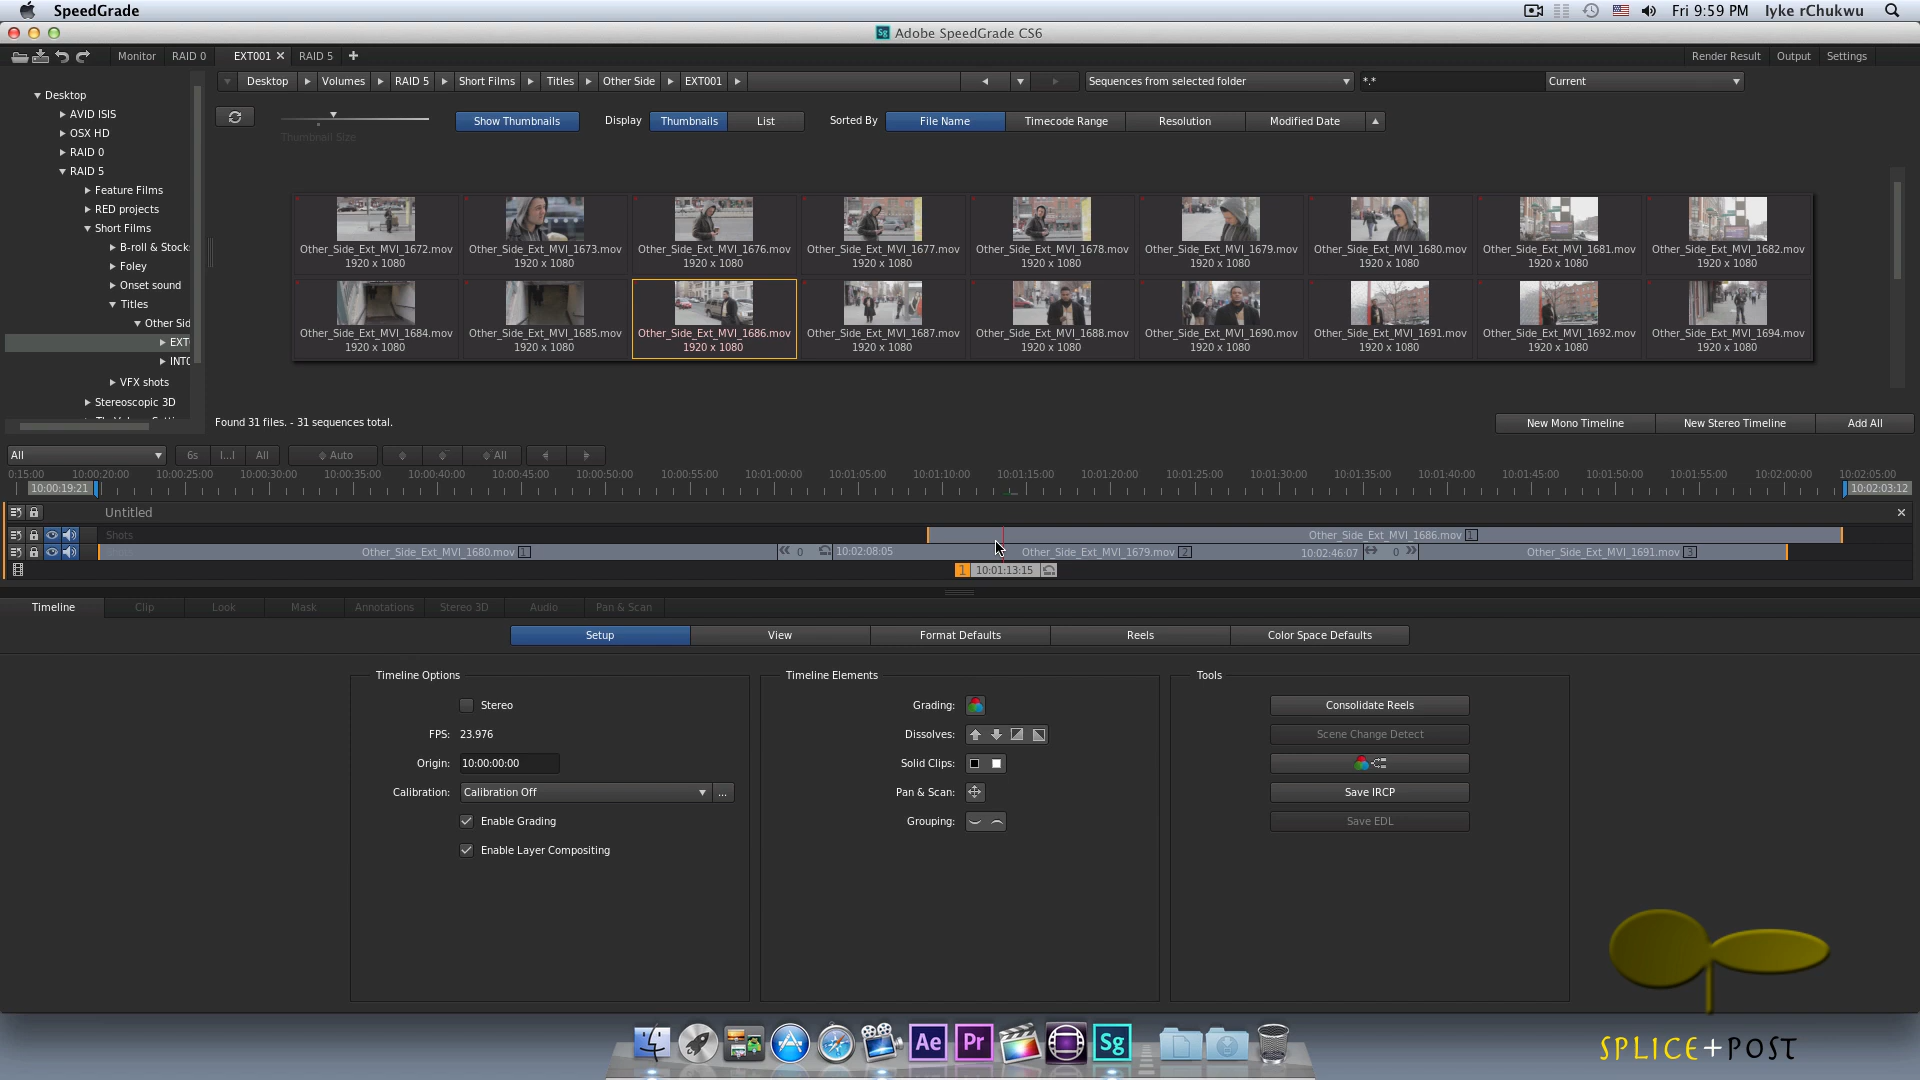 SpeedGrade
Fri 9:59 PM Iyke rChukwu
Sg Adobe SpeedGrade CS6
Monitor RAID 0 EXT001 RAID 5
Render Result Output Settings
Desktop Volumes RAID 5 Short Films Titles Other Side EXT001
Sequences from selected folder *.* Current
Desktop
AVID ISIS
OSX HD
RAID 0
RAID 5
Feature Films
RED projects
Short Films
B-roll & Stock
Foley
Onset sound
Titles
Other Sid
EXT
INT
VFX shots
Stereoscopic 3D
Thumbnail Size
Show Thumbnails Display Thumbnails List Sorted By File Name Timecode Range Resolution Modified Date
Other_Side_Ext_MVI_1672.mov Other_Side_Ext_MVI_1673.mov Other_Side_Ext_MVI_1676.mov Other_Side_Ext_MVI_1677.mov Other_Side_Ext_MVI_1678.mov Other_Side_Ext_MVI_1679.mov Other_Side_Ext_MVI_1680.mov Other_Side_Ext_MVI_1681.mov Other_Side_Ext_MVI_1682.mov
1920 x 1080 1920 x 1080 1920 x 1080 1920 x 1080 1920 x 1080 1920 x 1080 1920 x 1080 1920 x 1080 1920 x 1080
Other_Side_Ext_MVI_1684.mov Other_Side_Ext_MVI_1685.mov Other_Side_Ext_MVI_1686.mov Other_Side_Ext_MVI_1687.mov Other_Side_Ext_MVI_1688.mov Other_Side_Ext_MVI_1690.mov Other_Side_Ext_MVI_1691.mov Other_Side_Ext_MVI_1692.mov Other_Side_Ext_MVI_1694.mov
1920 x 1080 1920 x 1080 1920 x 1080 1920 x 1080 1920 x 1080 1920 x 1080 1920 x 1080 1920 x 1080 1920 x 1080
Found 31 files. - 31 sequences total.
New Mono Timeline New Stereo Timeline Add All
All 6s I...I All Auto All
0:15:00 10:00:20:00 10:00:25:00 10:00:30:00 10:00:35:00 10:00:40:00 10:00:45:00 10:00:50:00 10:00:55:00 10:01:00:00 10:01:05:00 10:01:10:00 10:01:15:00 10:01:20:00 10:01:25:00 10:01:30:00 10:01:35:00 10:01:40:00 10:01:45:00 10:01:50:00 10:01:55:00 10:02:00:00 10:02:05:00
10:00:19:21 10:02:03:12
Untitled
Shots Other_Side_Ext_MVI_1686.mov 1
Other_Side_Ext_MVI_1680.mov 1 0 10:02:08:05 Other_Side_Ext_MVI_1679.mov 2 10:02:46:07 0 Other_Side_Ext_MVI_1691.mov 3
1 10:01:13:15
Timeline Clip Look Mask Annotations Stereo 3D Audio Pan & Scan
Setup View Format Defaults Reels Color Space Defaults
Timeline Options
Stereo
FPS: 23.976
Origin: 10:00:00:00
Calibration: Calibration Off ...
Enable Grading
Enable Layer Compositing
Timeline Elements
Grading:
Dissolves:
Solid Clips:
Pan & Scan:
Grouping:
Tools
Consolidate Reels
Scene Change Detect
Save IRCP
Save EDL
Ae Pr Sg
SPLICE+POST